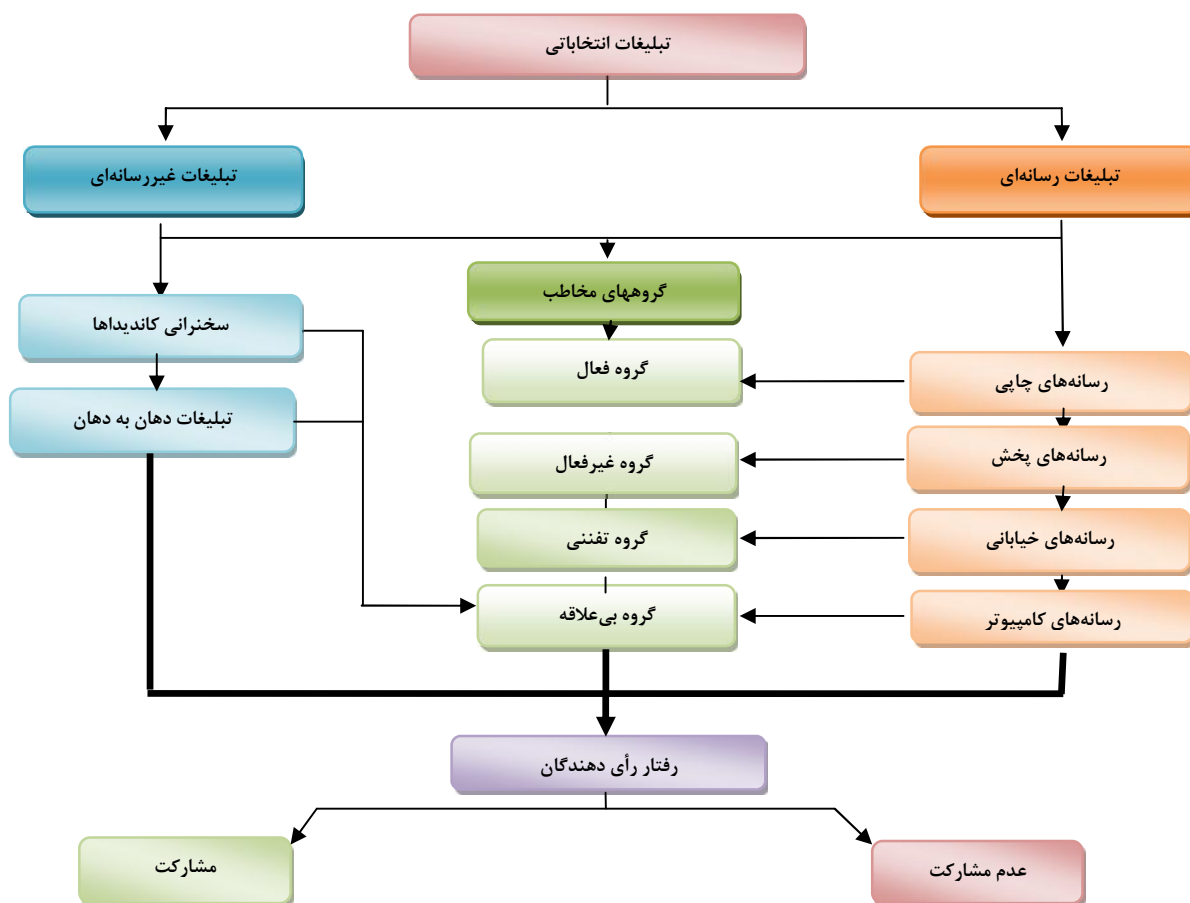 تبلیغات انتخاباتی
تبلیغات رسانه‌ای
تبلیغات غیررسانه‌ای
گروههای مخاطب
سخنرانی کاندیداها
گروه فعال
رسانه‌های چاپی
تبلیغات دهان به دهان
رسانه‌های پخش
گروه غیرفعال
رسانه‌های خیابانی
گروه تفننی
رسانه‌های کامپیوتر
گروه بی‌علاقه
رفتار رأی دهندگان
عدم مشارکت
مشارکت